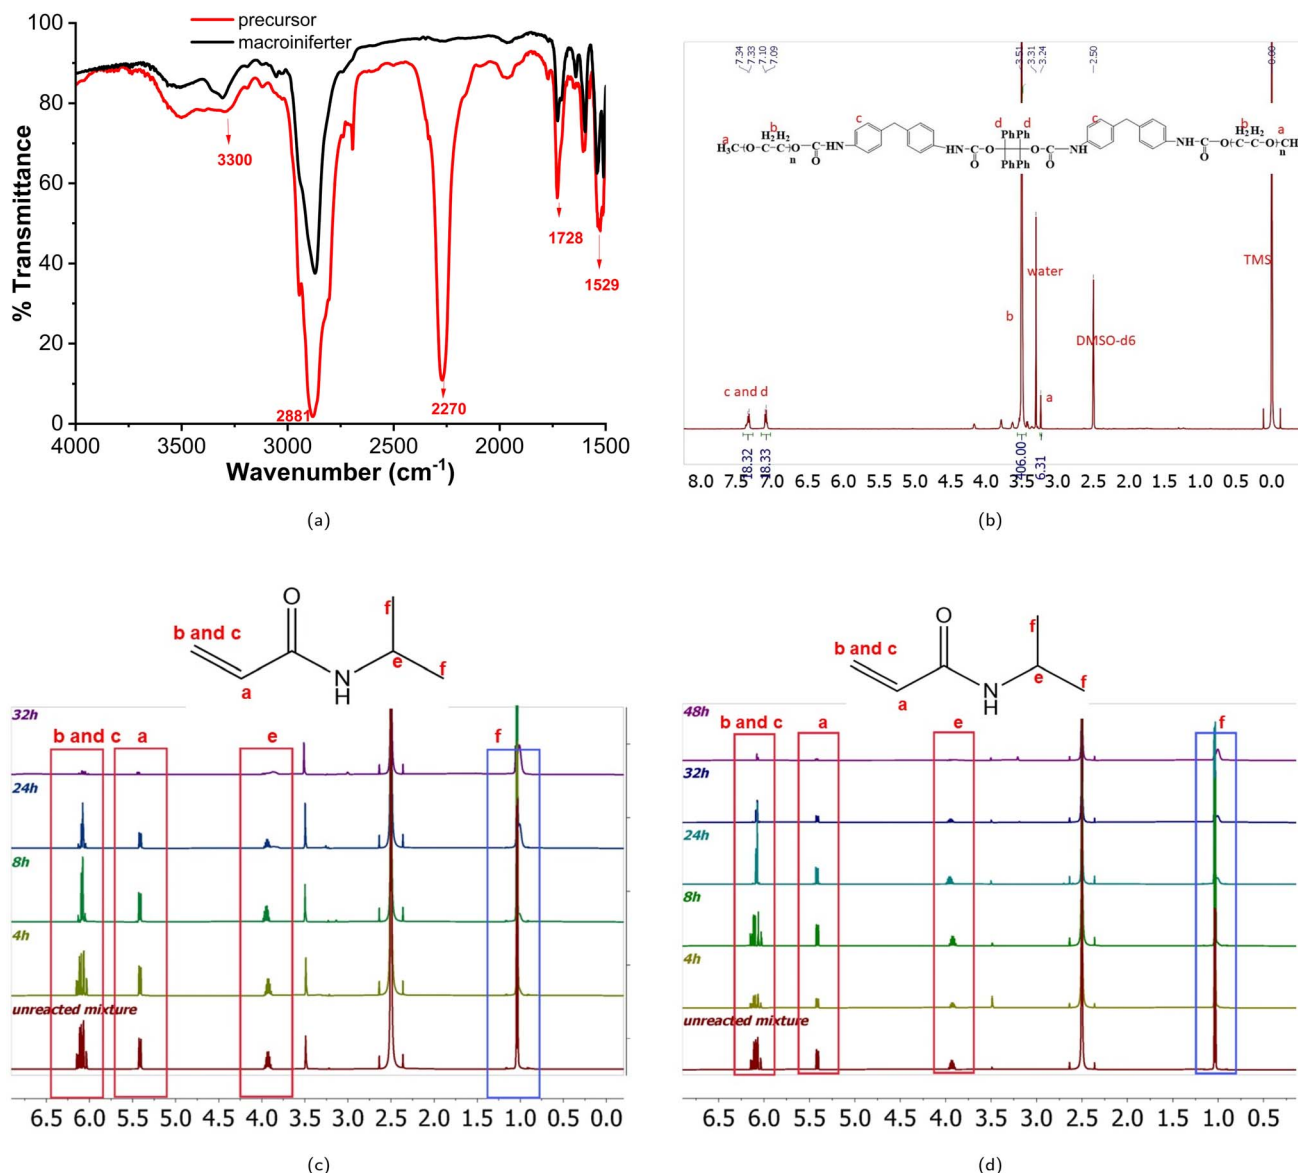 100
80
60
40
20
0
% Transmittance
precursor
macroiniferter
3300
2881
2270
1728
1529
4000 3500 3000 2500 2000 1500
Wavenumber (cm-1)
(a)
7.34
7.33
7.10
7.09
3.31
3.24
2.50
0.00
a b c d d c b a
H₃C O H₂H₂ C C n O C O HN HN C O O Ph Ph Ph Ph O C O NH NH C O O H₂H₂ C C n O CH₃
b
water
a
DMSO-d6
TMS
c and d
18.32
18.33
406.00
6.31
8.0 7.5 7.0 6.5 6.0 5.5 5.0 4.5 4.0 3.5 3.0 2.5 2.0 1.5 1.0 0.5 0.0
(b)
O
b and c
a
N
H
e
f
f
32h
24h
8h
4h
unreacted mixture
b and c a e f
6.5 6.0 5.5 5.0 4.5 4.0 3.5 3.0 2.5 2.0 1.5 1.0 0.5 0.0
(c)
O
b and c
a
N
H
e
f
f
48h
32h
24h
8h
4h
unreacted mixture
b and c a e f
6.5 6.0 5.5 5.0 4.5 4.0 3.5 3.0 2.5 2.0 1.5 1.0 0.5 0.0
(d)